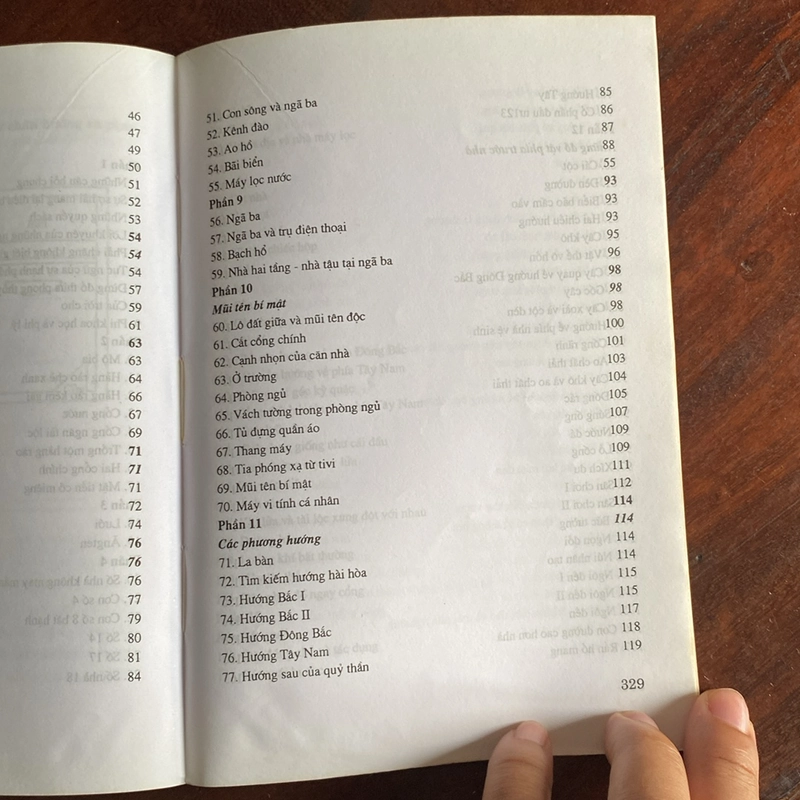 46
47
49
50
51
52
53
54
54
57
59
61
63
63
64
67
69
71
71
71
72
74
76
76
76
77
79
80
81
84
51. Con sông và ngã ba 85
52. Kênh đào 86
53. Ao hồ 87
54. Bãi biển 88
55. Máy lọc nước 55
Phần 9 93
56. Ngã ba 93
57. Ngã ba và trụ điện thoại 93
58. Bạch hổ 95
59. Nhà hai tầng - nhà tậu tại ngã ba 96
Phần 10 98
Mũi tên bí mật 98
60. Lô đất giữa và mũi tên độc 98
61. Cắt cổng chính 100
62. Cạnh nhọn của căn nhà 101
63. Ở trường 103
64. Phòng ngủ 104
65. Vách tường trong phòng ngủ 105
66. Tủ đựng quần áo 107
67. Thang máy 109
68. Tia phóng xạ từ tivi 109
69. Mũi tên bí mật 111
70. Máy vi tính cá nhân 112
Phần 11 114
Các phương hướng 114
71. La bàn 114
72. Tìm kiếm hướng hài hòa 114
73. Hướng Bắc I 115
74. Hướng Bắc II 115
75. Hướng Đông Bắc 117
76. Hướng Tây Nam 118
77. Hướng sau của quỷ thần 119
329